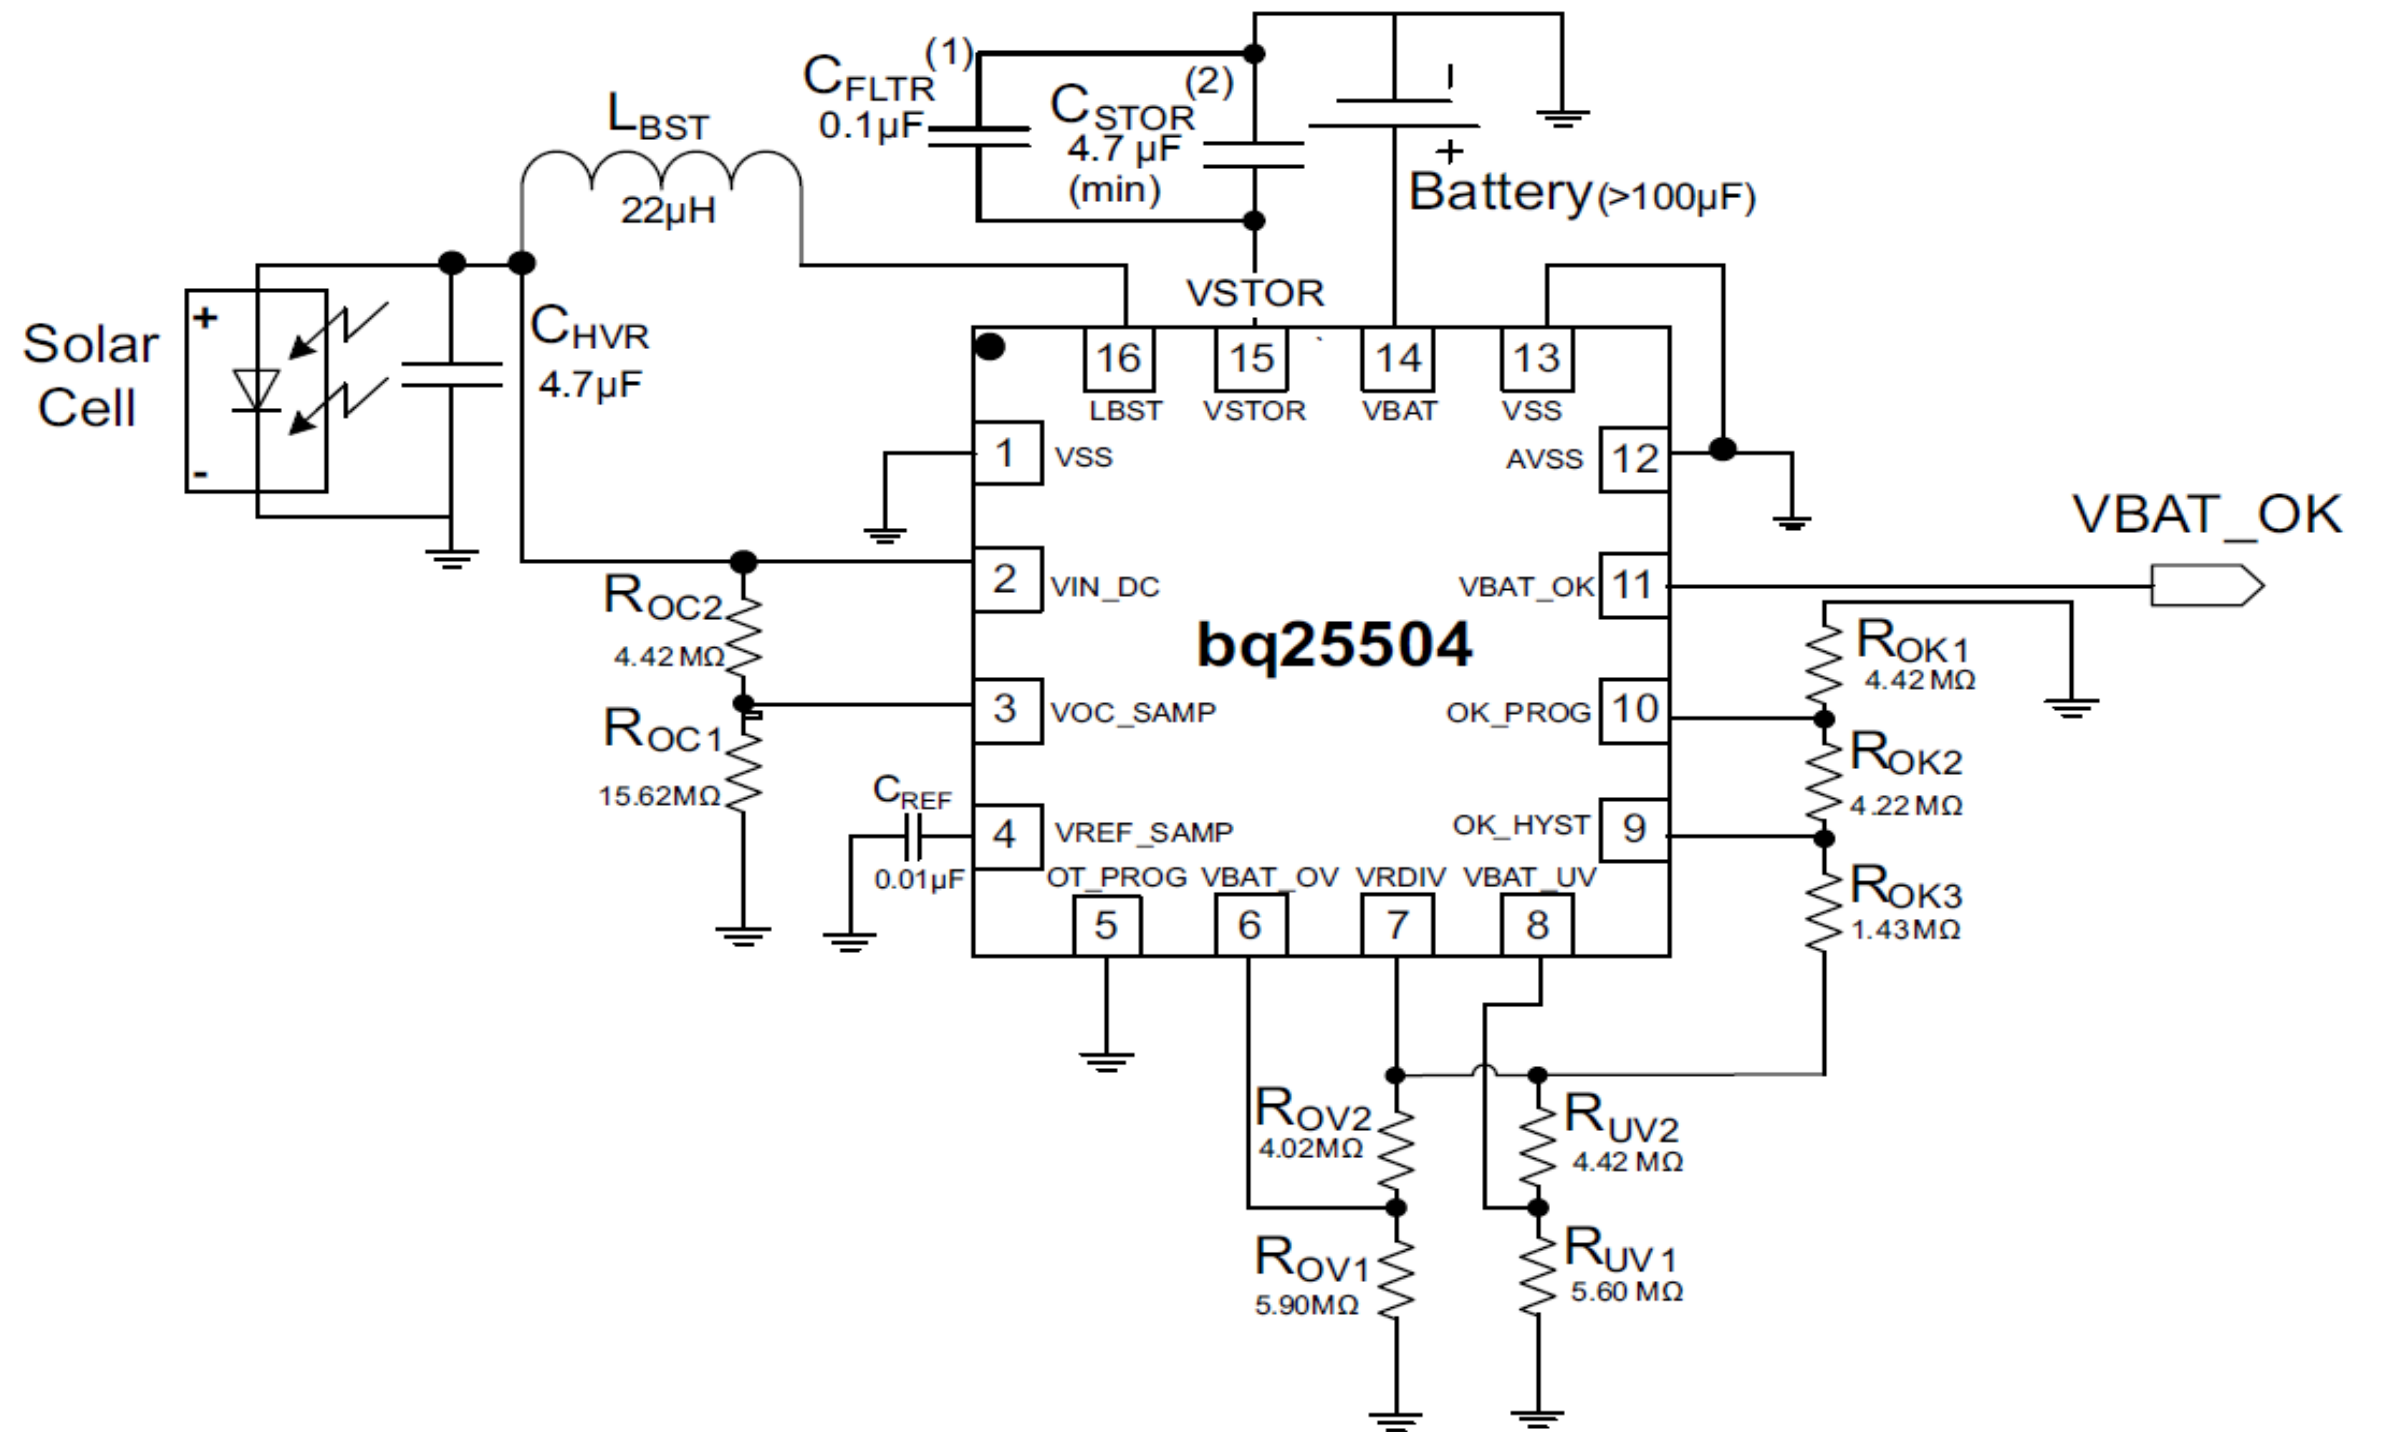 CFLTR (1)
0.1µF
CSTOR (2)
4.7 µF
(min)
-
+
Battery(>100µF)
LBST
22µH
Solar
Cell
+
-
CHVR
4.7µF
VSTOR
16
LBST
15
VSTOR
14
VBAT
13
VSS
1
VSS
2
VIN_DC
3
VOC_SAMP
4
VREF_SAMP
5
OT_PROG
6
VBAT_OV
7
VRDIV
8
VBAT_UV
9
OK_HYST
10
OK_PROG
11
VBAT_OK
12
AVSS
bq25504
VBAT_OK
ROC2
4.42 MΩ
ROC1
15.62MΩ
CREF
0.01µF
ROK1
4.42 MΩ
ROK2
4.22 MΩ
ROK3
1.43MΩ
ROV2
4.02MΩ
RUV2
4.42 MΩ
ROV1
5.90MΩ
RUV1
5.60 MΩ